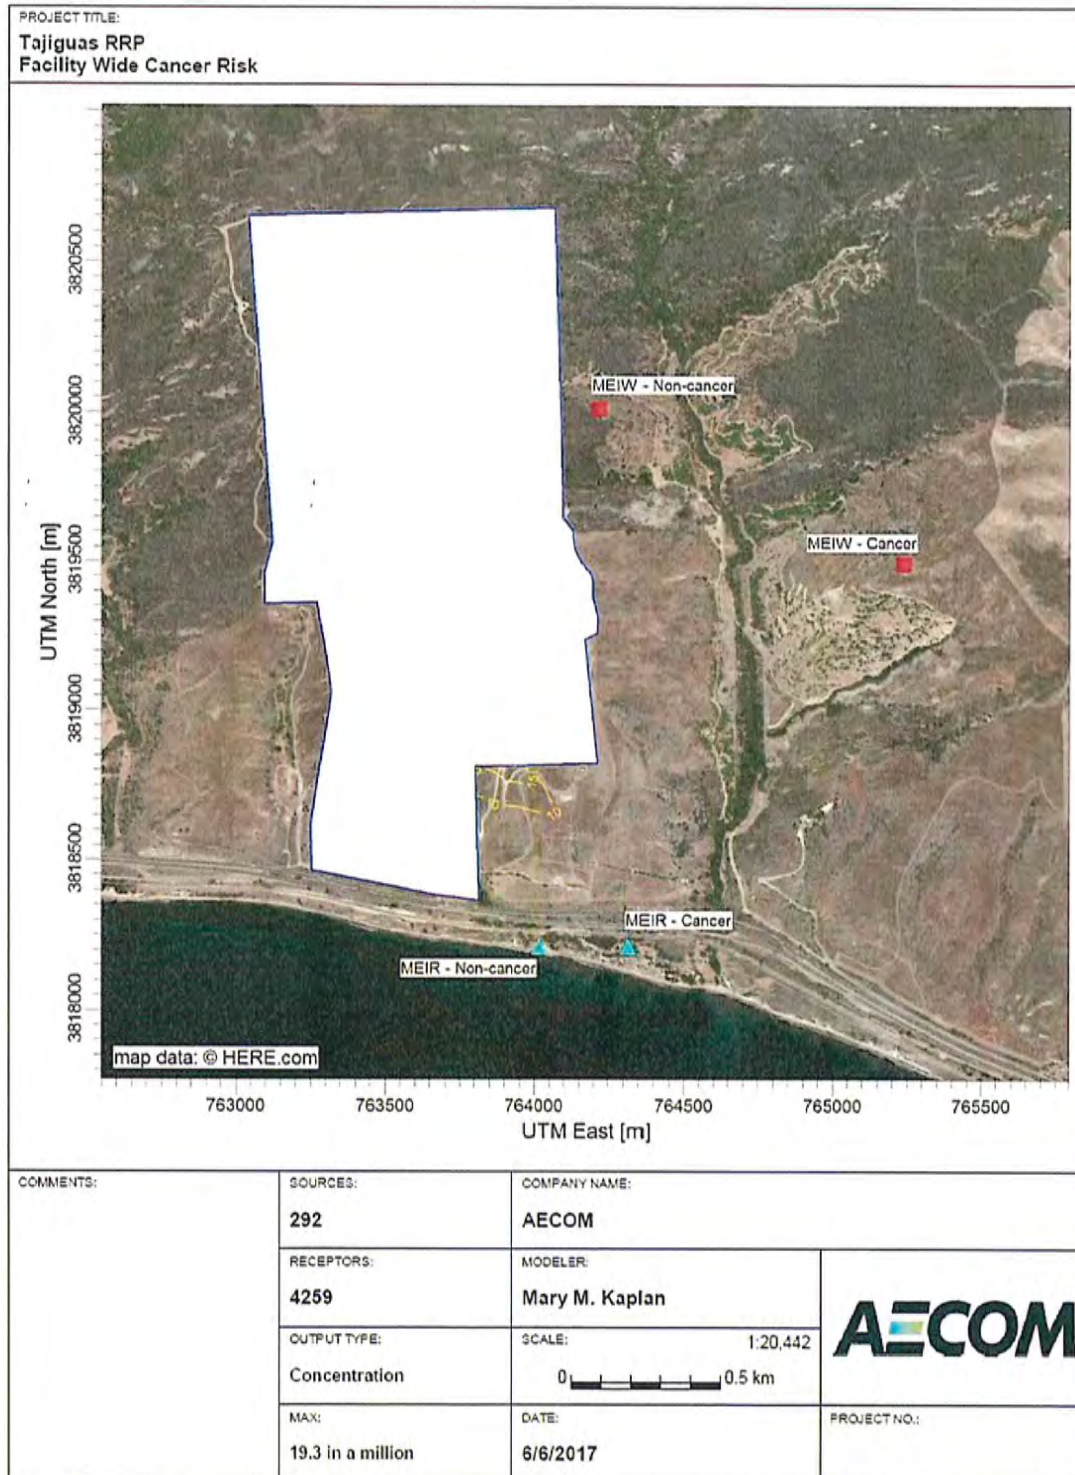 PROJECT TITLE:
Tajiguas RRP
Facility Wide Cancer Risk
UTM North [m]
3820500
3820000
3819500
3819000
3818500
3818000
MEIW - Non-cancer
MEIW - Cancer
10
10
MEIR - Cancer
MEIR - Non-cancer
map data: © HERE.com
763000 763500 764000 764500 765000 765500
UTM East [m]
COMMENTS:
SOURCES:
292
COMPANY NAME:
AECOM
RECEPTORS:
4259
MODELER:
Mary M. Kaplan
OUTPUT TYPE:
Concentration
SCALE: 1:20,442
0 0.5 km
AECOM
MAX:
19.3 in a million
DATE:
6/6/2017
PROJECT NO.: